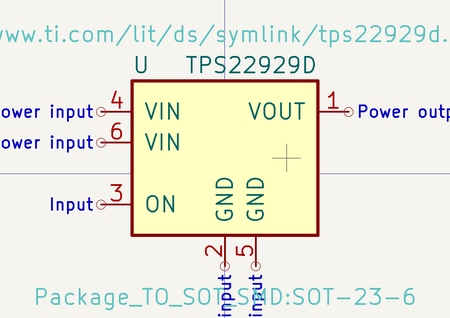 www.ti.com/lit/ds/symlink/tps22929d.
U TPS22929D
ower input 4 VIN VOUT 1 Power outp
ower input 6 VIN
Input 3 ON GND GND
2 5
input input
Package_TO_SOT_SMD:SOT-23-6